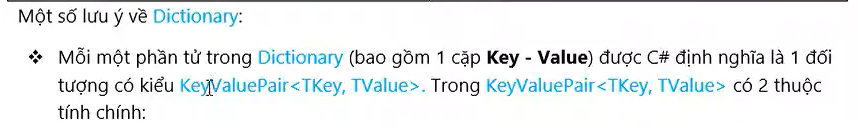 Một số lưu ý về Dictionary:
❖ Mỗi một phần tử trong Dictionary (bao gồm 1 cặp Key - Value) được C# định nghĩa là 1 đối
tượng có kiểu KeyValuePair<TKey, TValue>. Trong KeyValuePair<TKey, TValue> có 2 thuộc
tính chính: